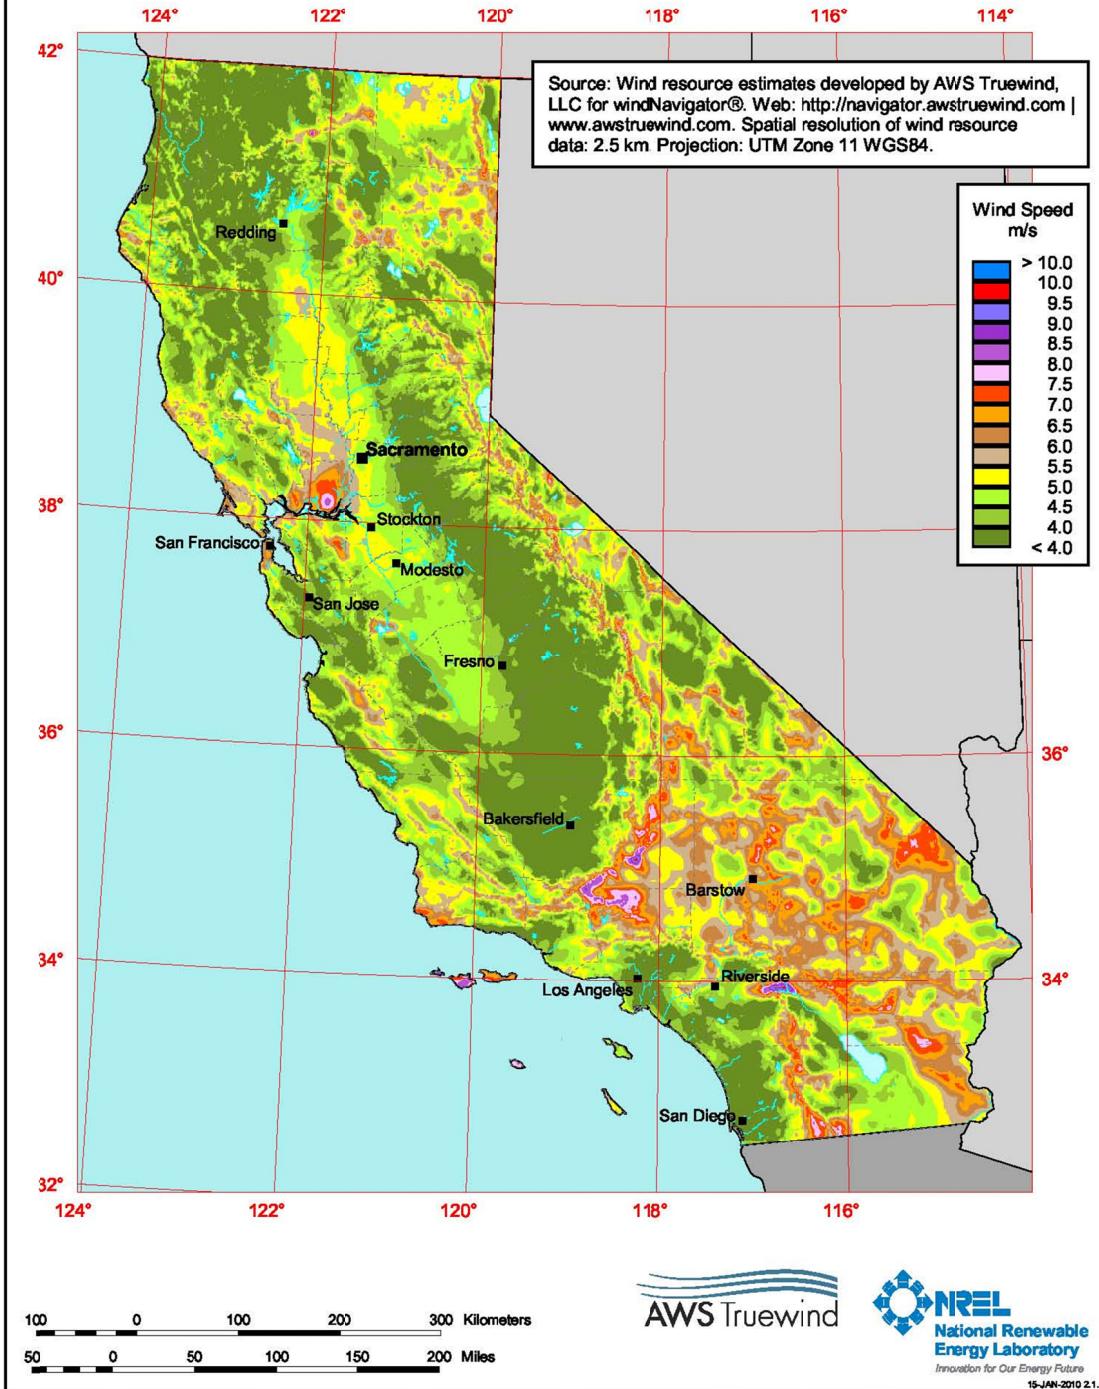 124° 122° 120° 118° 116° 114°
42°
Source: Wind resource estimates developed by AWS Truewind,
LLC for windNavigator®. Web: http://navigator.awstruewind.com |
www.awstruewind.com. Spatial resolution of wind resource
data: 2.5 km. Projection: UTM Zone 11 WGS84.
Wind Speed
m/s
> 10.0
10.0
9.5
9.0
8.5
8.0
7.5
7.0
6.5
6.0
5.5
5.0
4.5
4.0
< 4.0
Redding
40°
Sacramento
38°
Stockton
San Francisco
Modesto
San Jose
Fresno
36° 36°
Bakersfield
Barstow
34° 34°
Riverside
Los Angeles
San Diego
32°
124° 122° 120° 118° 116°
100 0 100 200 300 Kilometers
50 0 50 100 150 200 Miles
AWS Truewind
NREL
National Renewable
Energy Laboratory
Innovation for Our Energy Future
15-JAN-2010 2.1.